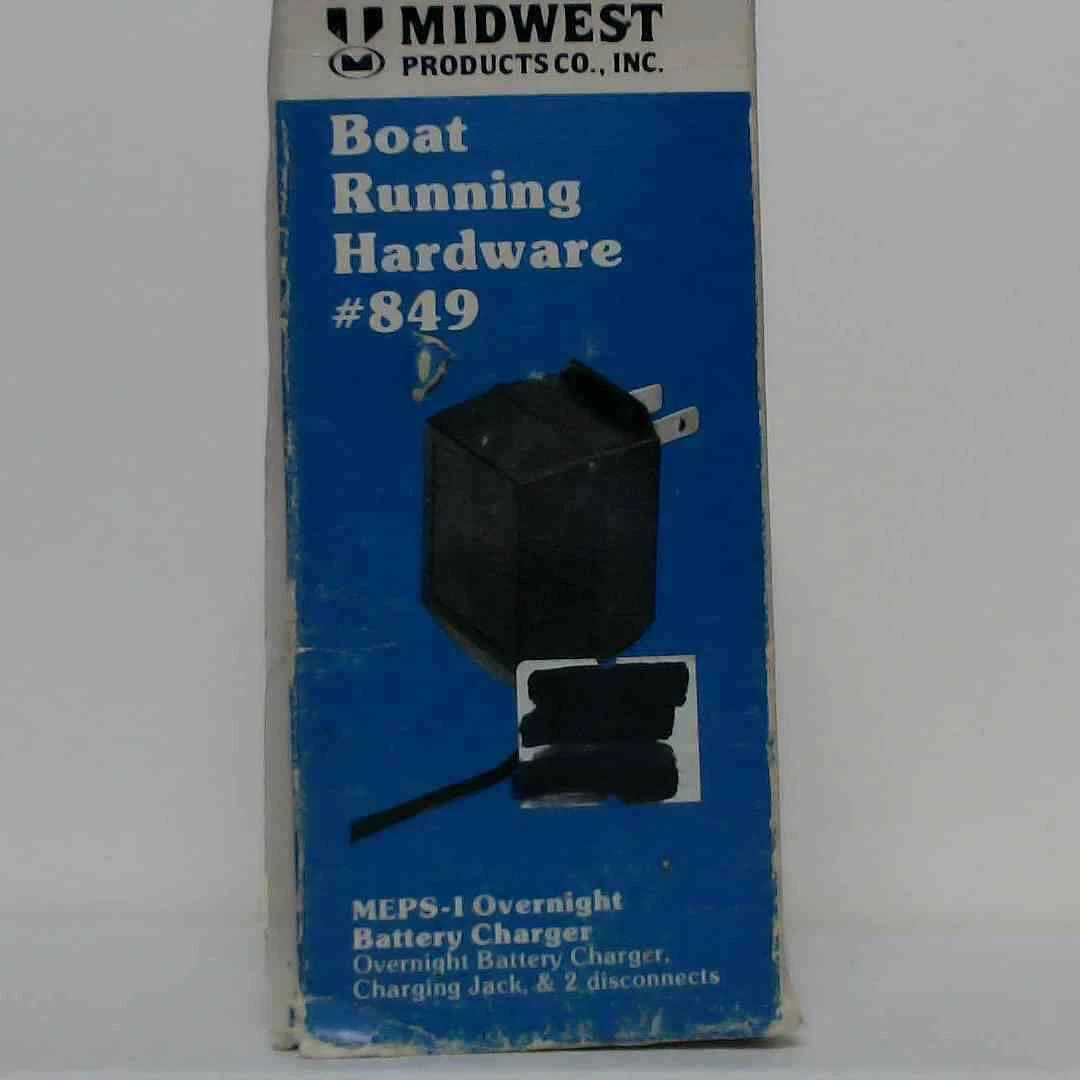 MIDWEST
PRODUCTS CO., INC.
Boat
Running
Hardware
#849
MEPS-1 Overnight
Battery Charger
Overnight Battery Charger,
Charging Jack, & 2 disconnects